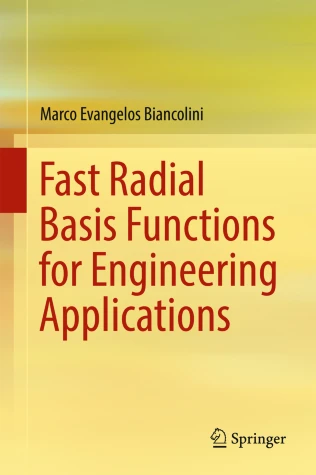 Marco Evangelos Biancolini
Fast Radial
Basis Functions
for Engineering
Applications
Springer